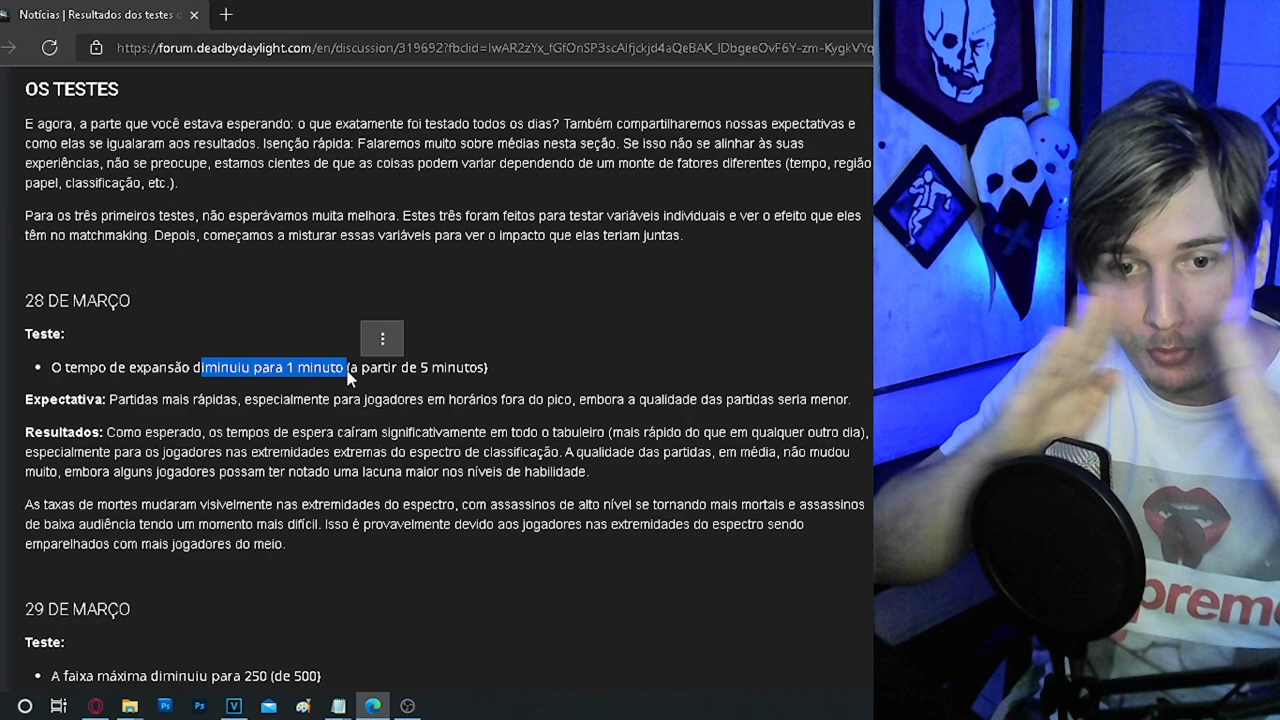 Notícias | Resultados dos testes d
https://forum.deadbydaylight.com/en/discussion/319692?fbclid=IwAR2zYx_fGfOnSP3scAlfjckjd4aQeBAK_IDbgeeOvF6Y-zm-KygkVYq
OS TESTES
E agora, a parte que você estava esperando: o que exatamente foi testado todos os dias? Também compartilharemos nossas expectativas e
como elas se igualaram aos resultados. Isenção rápida: Falaremos muito sobre médias nesta seção. Se isso não se alinhar às suas
experiências, não se preocupe, estamos cientes de que as coisas podem variar dependendo de um monte de fatores diferentes (tempo, região
papel, classificação, etc.).
Para os três primeiros testes, não esperávamos muita melhora. Estes três foram feitos para testar variáveis individuais e ver o efeito que eles
têm no matchmaking. Depois, começamos a misturar essas variáveis para ver o impacto que elas teriam juntas.
28 DE MARÇO
Teste:
• O tempo de expansão diminuiu para 1 minuto (a partir de 5 minutos)
Expectativa: Partidas mais rápidas, especialmente para jogadores em horários fora do pico, embora a qualidade das partidas seria menor.
Resultados: Como esperado, os tempos de espera caíram significativamente em todo o tabuleiro (mais rápido do que em qualquer outro dia),
especialmente para os jogadores nas extremidades extremas do espectro de classificação. A qualidade das partidas, em média, não mudou
muito, embora alguns jogadores possam ter notado uma lacuna maior nos níveis de habilidade.
As taxas de mortes mudaram visivelmente nas extremidades do espectro, com assassinos de alto nível se tornando mais mortais e assassinos
de baixa audiência tendo um momento mais difícil. Isso é provavelmente devido aos jogadores nas extremidades do espectro sendo
emparelhados com mais jogadores do meio.
29 DE MARÇO
Teste:
• A faixa máxima diminuiu para 250 (de 500)
preme